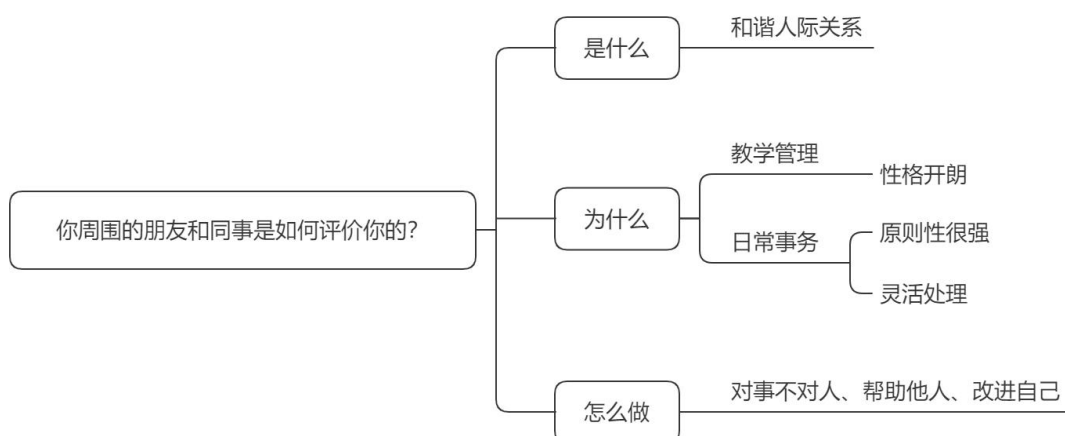 你周围的朋友和同事是如何评价你的？
是什么
和谐人际关系
为什么
教学管理
性格开朗
日常事务
原则性很强
灵活处理
怎么做
对事不对人、帮助他人、改进自己